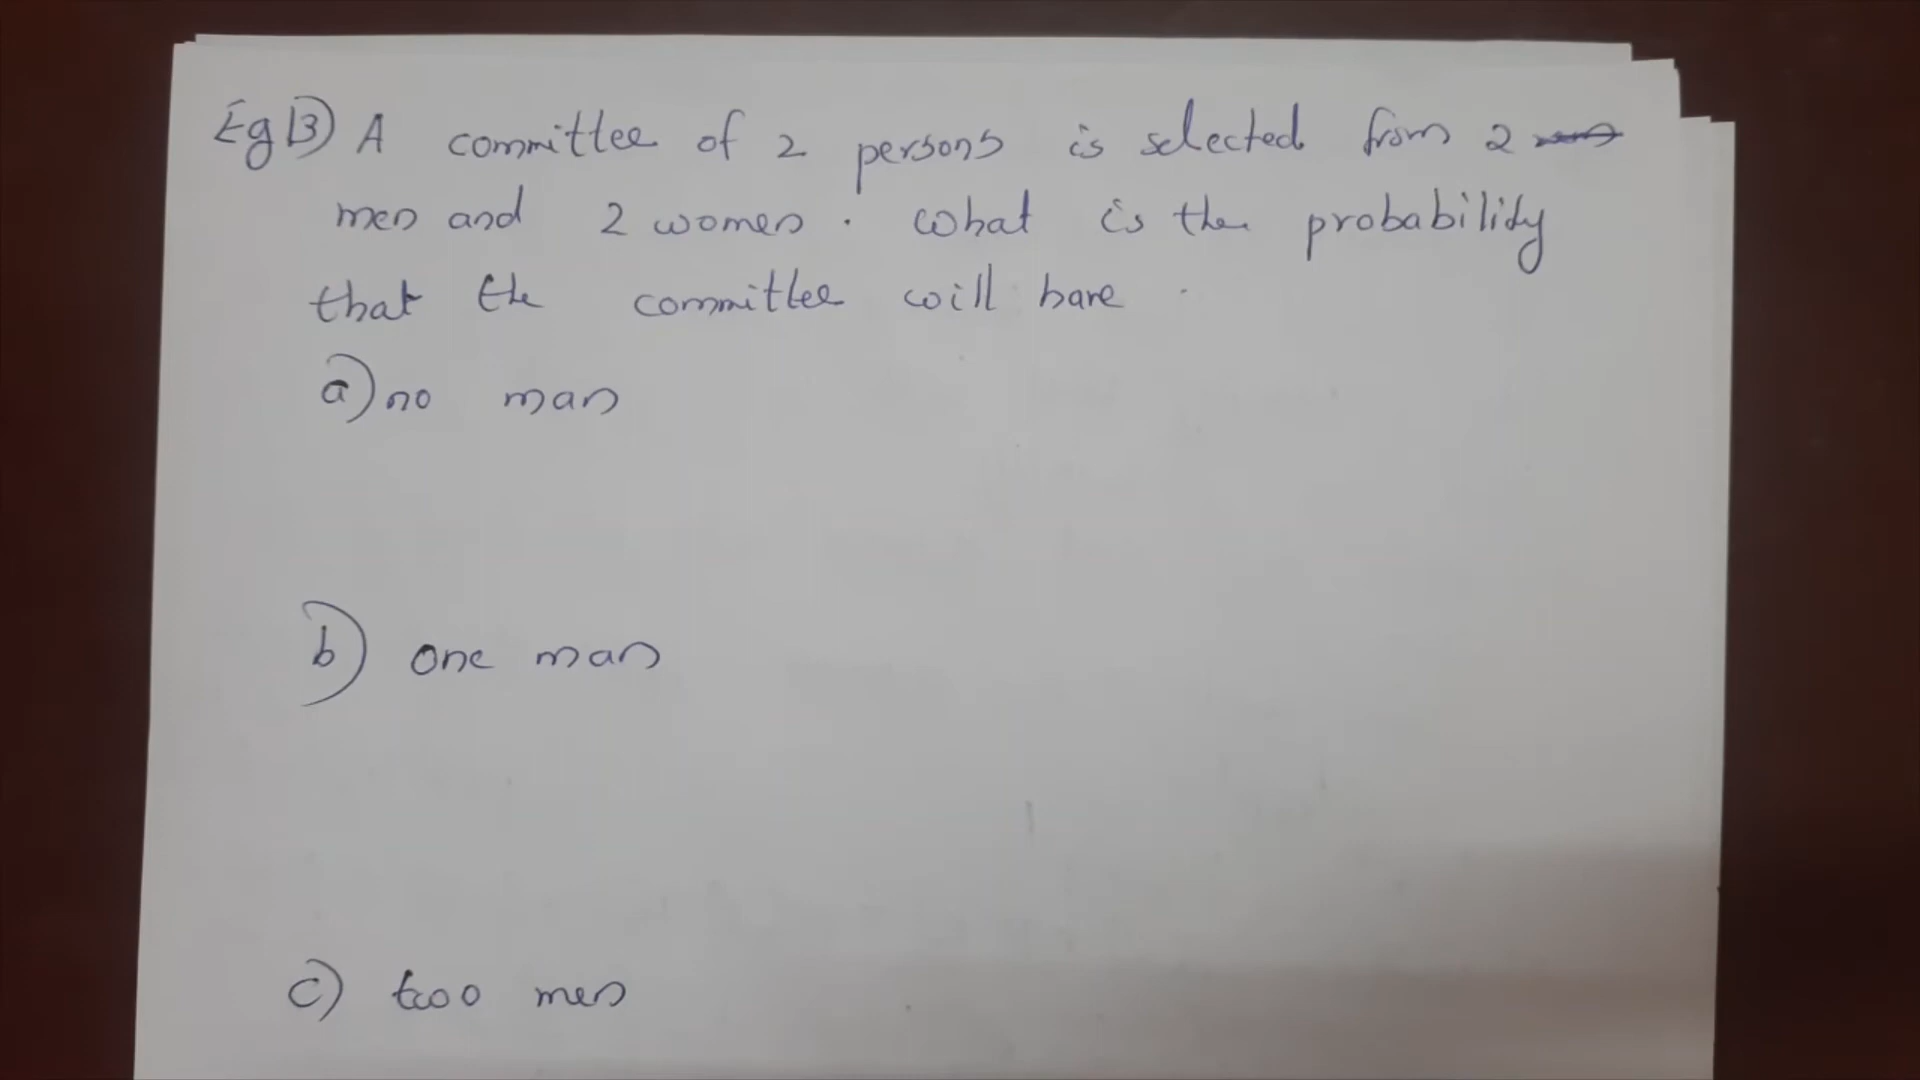 Eg 13) A committee of 2 persons is selected from 2
men and 2 women. What is the probability
that the committee will have
a) no man
b) one man
c) two men